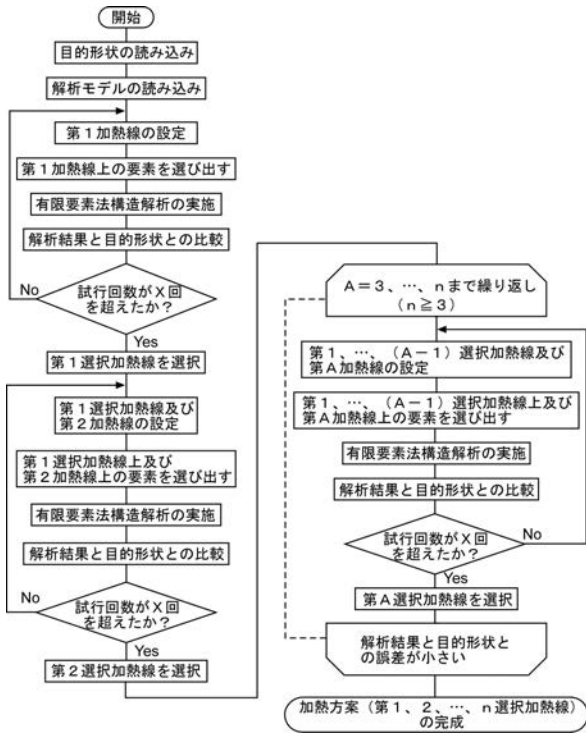 開始
目的形状の読み込み
解析モデルの読み込み
第1加熱線の設定
第1加熱線上の要素を選び出す
有限要素法構造解析の実施
解析結果と目的形状との比較
No
試行回数がX回
を超えたか?
Yes
第1選択加熱線を選択
第1選択加熱線及び
第2加熱線の設定
第1選択加熱線上及び
第2加熱線上の要素を選び出す
有限要素法構造解析の実施
解析結果と目的形状との比較
No
試行回数がX回
を超えたか?
Yes
第2選択加熱線を選択
A=3、…、nまで繰り返し
(n≧3)
第1、…、(A-1)選択加熱線及び
第A加熱線の設定
第1、…、(A-1)選択加熱線上及び
第A加熱線上の要素を選び出す
有限要素法構造解析の実施
解析結果と目的形状との比較
No
試行回数がX回
を超えたか?
Yes
第A選択加熱線を選択
解析結果と目的形状と
の誤差が小さい
加熱方案(第1、2、…、n選択加熱線)
の完成